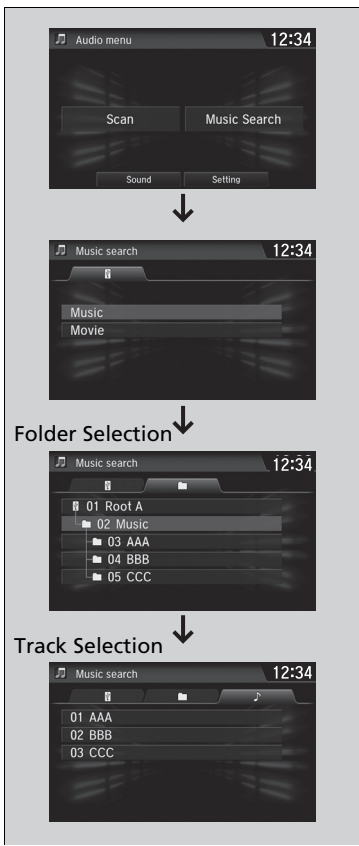 Audio menu 12:34
Scan Music Search
Sound Setting
Music search 12:34
Music
Movie
Folder Selection
Music search 12:34
01 Root A
02 Music
03 AAA
04 BBB
05 CCC
Track Selection
Music search 12:34
01 AAA
02 BBB
03 CCC